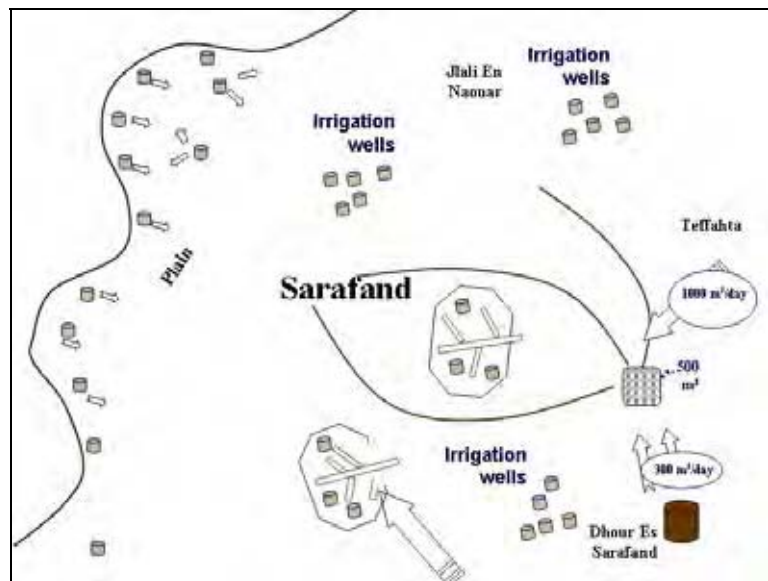 Irrigation
wells
Jlali En
Naouar
Irrigation
wells
Teffahta
Plain
Sarafand
1000 m³/day
500
m³
Irrigation
wells
300 m³/day
Dhour Es
Sarafand